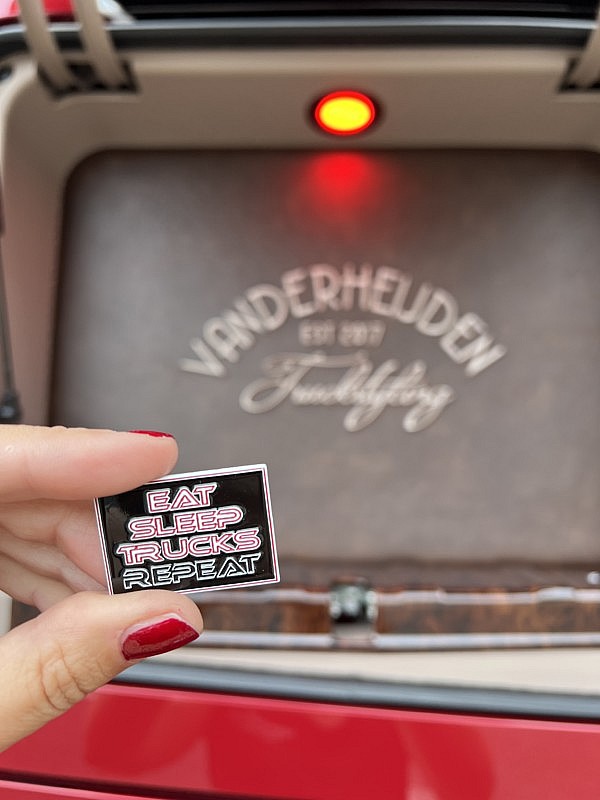 VANDERHEIJDEN
EST 2017
Truckstyling
EAT
SLEEP
TRUCKS
REPEAT